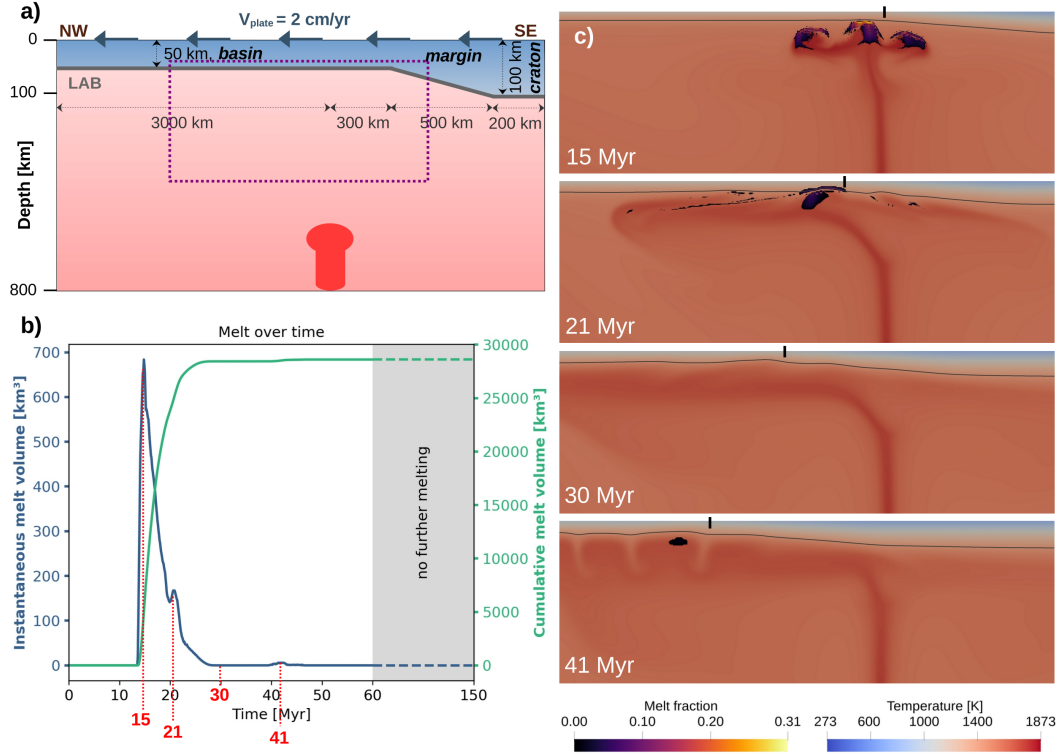 a)
NW
V_plate = 2 cm/yr
SE
0
50 km
basin
margin
100 km
craton
LAB
100
3000 km
300 km
500 km
200 km
Depth [km]
800
b)
Melt over time
Instantaneous melt volume [km³]
700
600
500
400
300
200
100
0
no further melting
30000
25000
20000
15000
10000
5000
0
Cumulative melt volume [km³]
0
10
20
30
40
50
60
150
Time [Myr]
15
21
30
41
c)
15 Myr
21 Myr
30 Myr
41 Myr
Melt fraction
0.00
0.10
0.20
0.31
Temperature [K]
273
600
1000
1400
1873